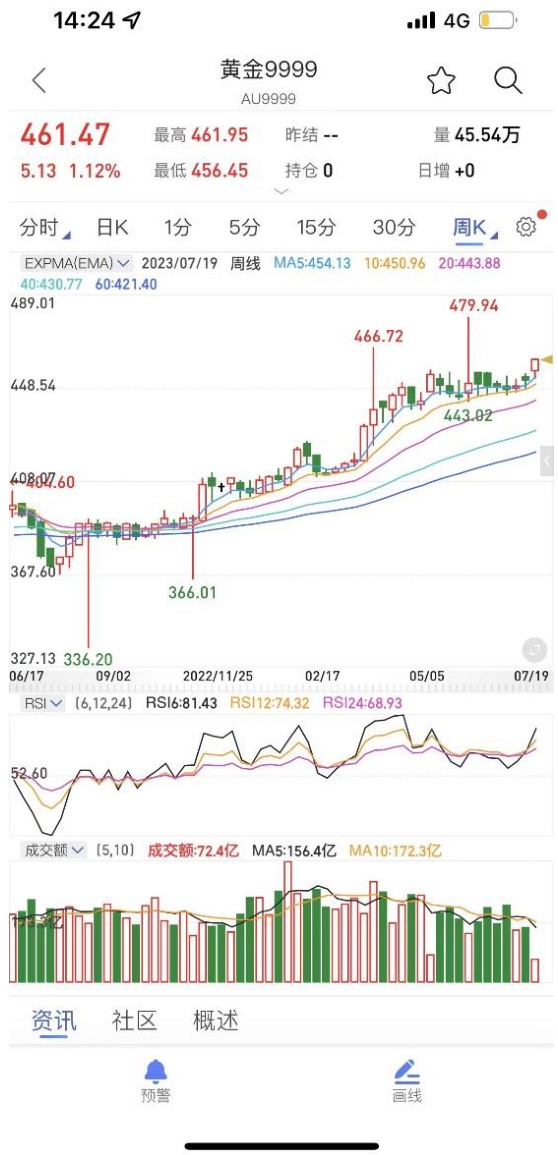 14:24 4G
黄金9999
AU9999
461.47 最高 461.95 昨结 -- 量 45.54万
5.13 1.12% 最低 456.45 持仓 0 日增 +0
分时 日K 1分 5分 15分 30分 周K
EXPMA(EMA) 2023/07/19 周线 MA5:454.13 10:450.96 20:443.88
40:430.77 60:421.40
489.01
479.94
466.72
448.54
443.02
408.07
404.60
367.60
366.01
327.13 336.20
06/17 09/02 2022/11/25 02/17 05/05 07/19
RSI (6,12,24) RSI6:81.43 RSI12:74.32 RSI24:68.93
52.60
成交额 (5,10) 成交额:72.4亿 MA5:156.4亿 MA10:172.3亿
资讯 社区 概述
预警 画线